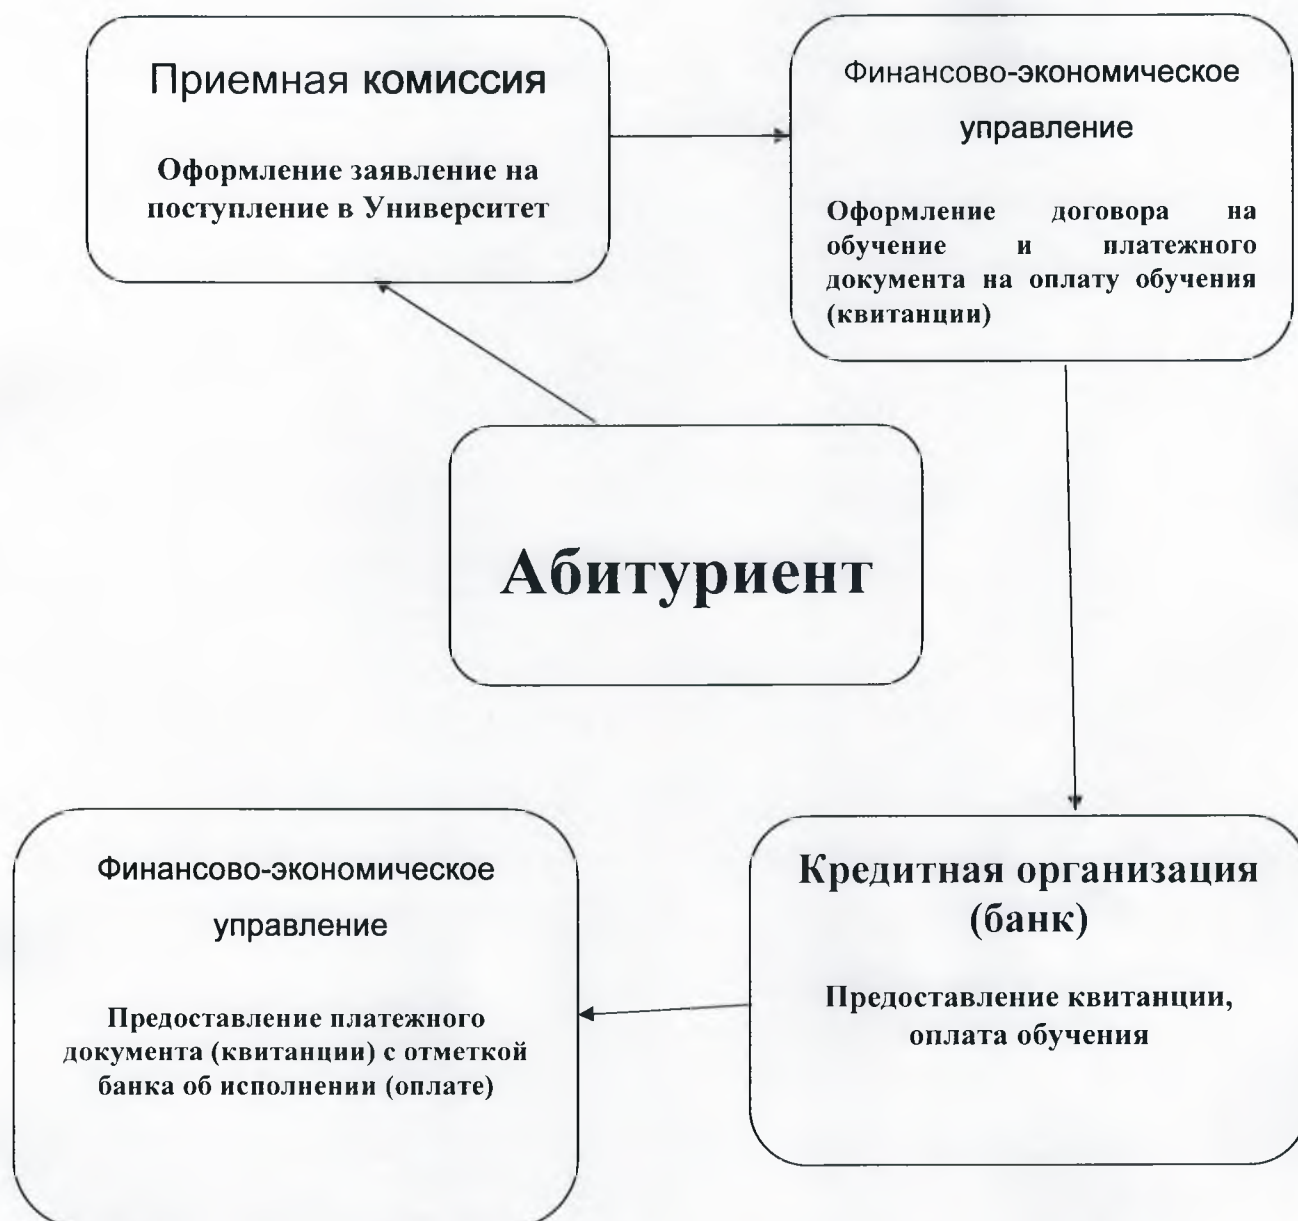 Приемная комиссия
Оформление заявление на
поступление в Университет
Финансово-экономическое
управление
Оформление договора на
обучение и платежного
документа на оплату обучения
(квитанции)
Абитуриент
Кредитная организация
(банк)
Предоставление квитанции,
оплата обучения
Финансово-экономическое
управление
Предоставление платежного
документа (квитанции) с отметкой
банка об исполнении (оплате)